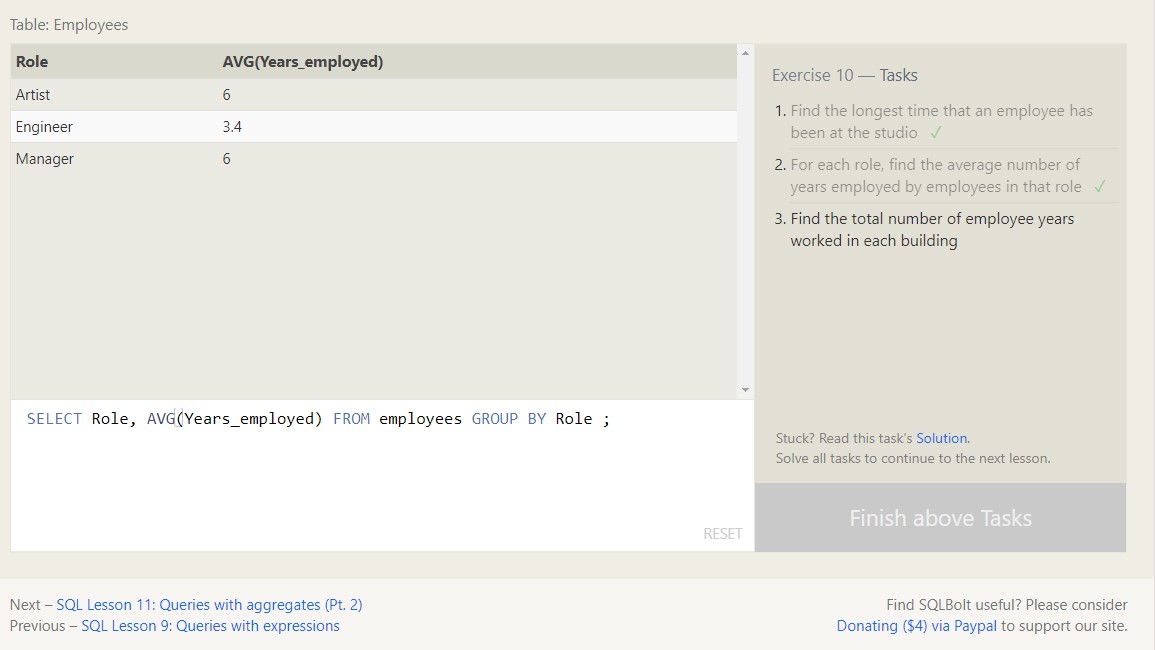 Table: Employees
Role AVG(Years_employed)
Artist 6
Engineer 3.4
Manager 6
SELECT Role, AVG(Years_employed) FROM employees GROUP BY Role ;
RESET
Exercise 10 — Tasks
1. Find the longest time that an employee has
been at the studio ✓
2. For each role, find the average number of
years employed by employees in that role ✓
3. Find the total number of employee years
worked in each building
Stuck? Read this task's Solution.
Solve all tasks to continue to the next lesson.
Finish above Tasks
Next – SQL Lesson 11: Queries with aggregates (Pt. 2)
Previous – SQL Lesson 9: Queries with expressions
Find SQLBolt useful? Please consider
Donating ($4) via Paypal to support our site.